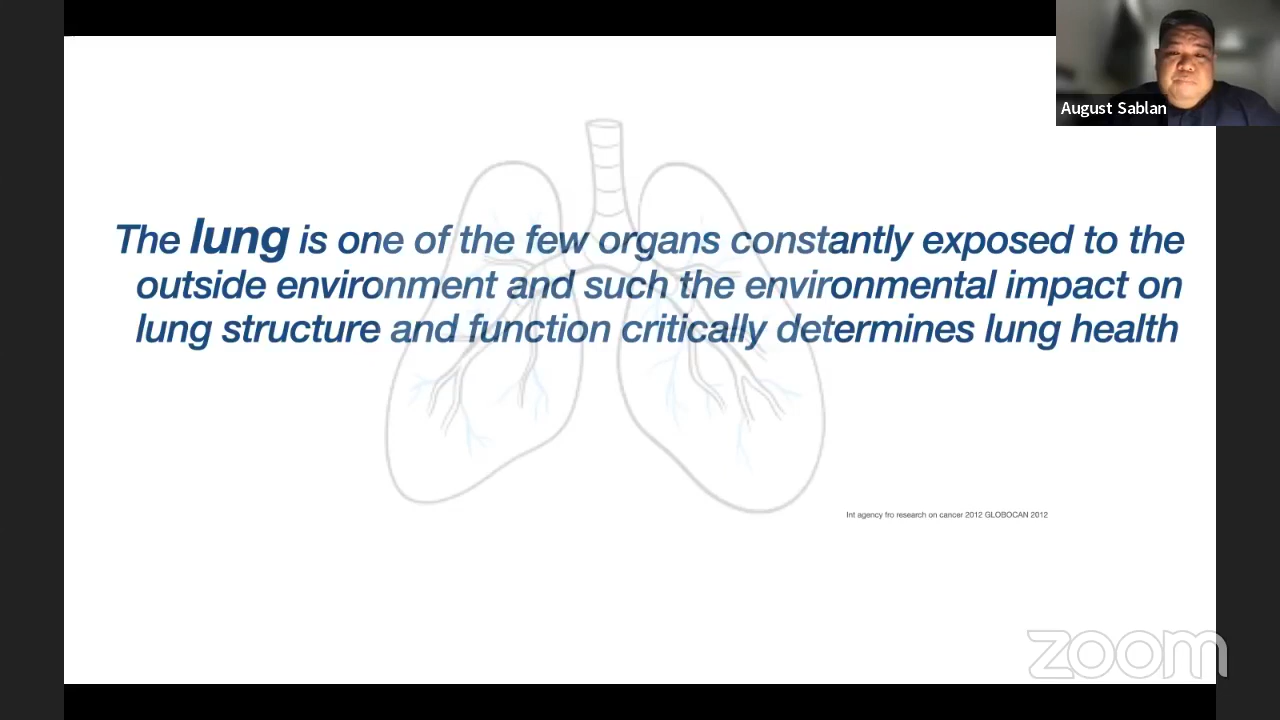 August Sablan
The lung is one of the few organs constantly exposed to the
outside environment and such the environmental impact on
lung structure and function critically determines lung health
Int agency fro research on cancer 2012 GLOBOCAN 2012
zoom